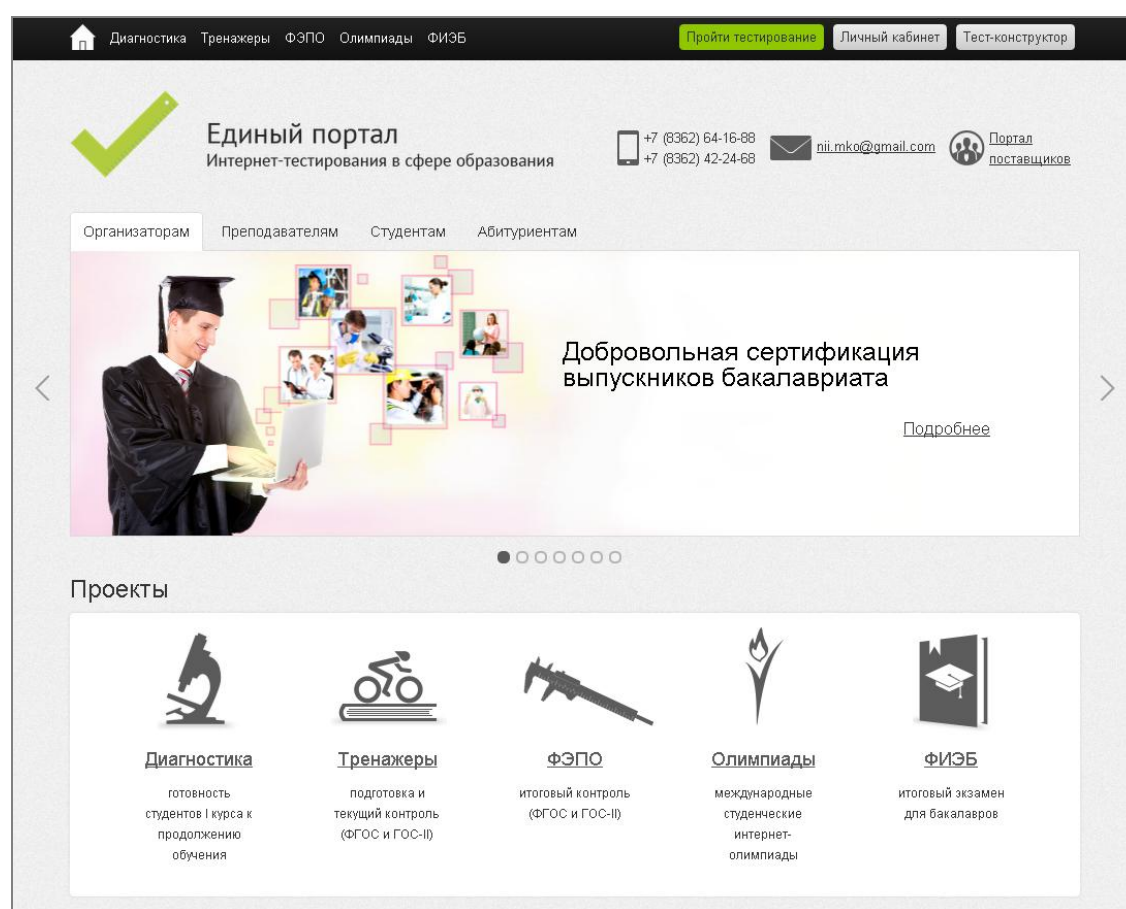 Диагностика Тренажеры ФЭПО Олимпиады ФИЭБ Пройти тестирование Личный кабинет Тест-конструктор
Единый портал
Интернет-тестирования в сфере образования
+7 (8362) 64-16-88
+7 (8362) 42-24-68
nii.mko@gmail.com
Портал
поставщиков
Организаторам Преподавателям Студентам Абитуриентам
Добровольная сертификация
выпускников бакалавриата
Подробнее
Проекты
Диагностика
готовность
студентов I курса к
продолжению
обучения
Тренажеры
подготовка и
текущий контроль
(ФГОС и ГОС-II)
ФЭПО
итоговый контроль
(ФГОС и ГОС-II)
Олимпиады
международные
студенческие
интернет-
олимпиады
ФИЭБ
итоговый экзамен
для бакалавров